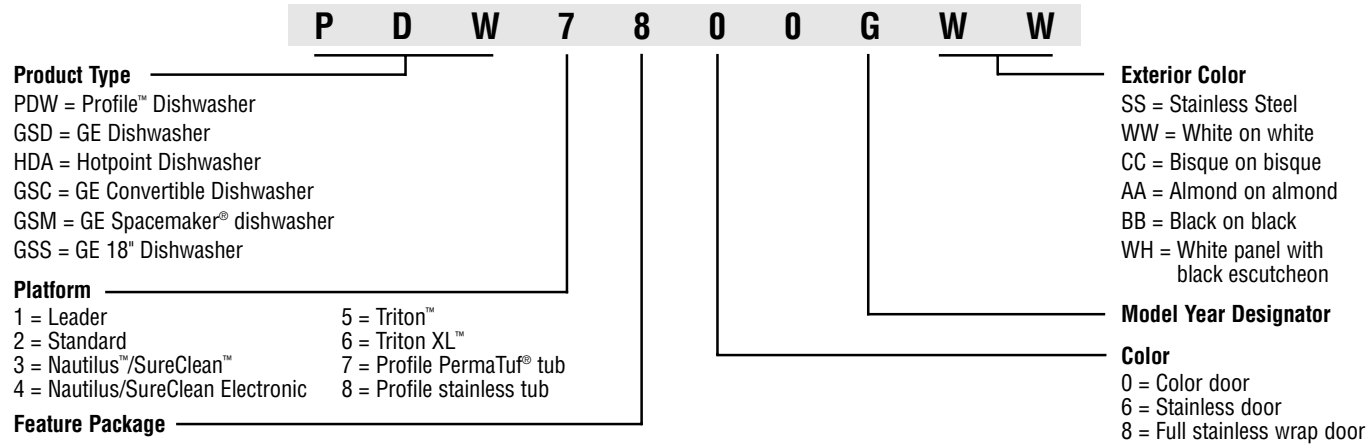 P D W 7 8 0 0 G W W
Product Type
PDW = Profile™ Dishwasher
GSD = GE Dishwasher
HDA = Hotpoint Dishwasher
GSC = GE Convertible Dishwasher
GSM = GE Spacemaker® dishwasher
GSS = GE 18" Dishwasher
Platform
1 = Leader
2 = Standard
3 = Nautilus™/SureClean™
4 = Nautilus/SureClean Electronic
5 = Triton™
6 = Triton XL™
7 = Profile PermaTuf® tub
8 = Profile stainless tub
Feature Package
Exterior Color
SS = Stainless Steel
WW = White on white
CC = Bisque on bisque
AA = Almond on almond
BB = Black on black
WH = White panel with
black escutcheon
Model Year Designator
Color
0 = Color door
6 = Stainless door
8 = Full stainless wrap door